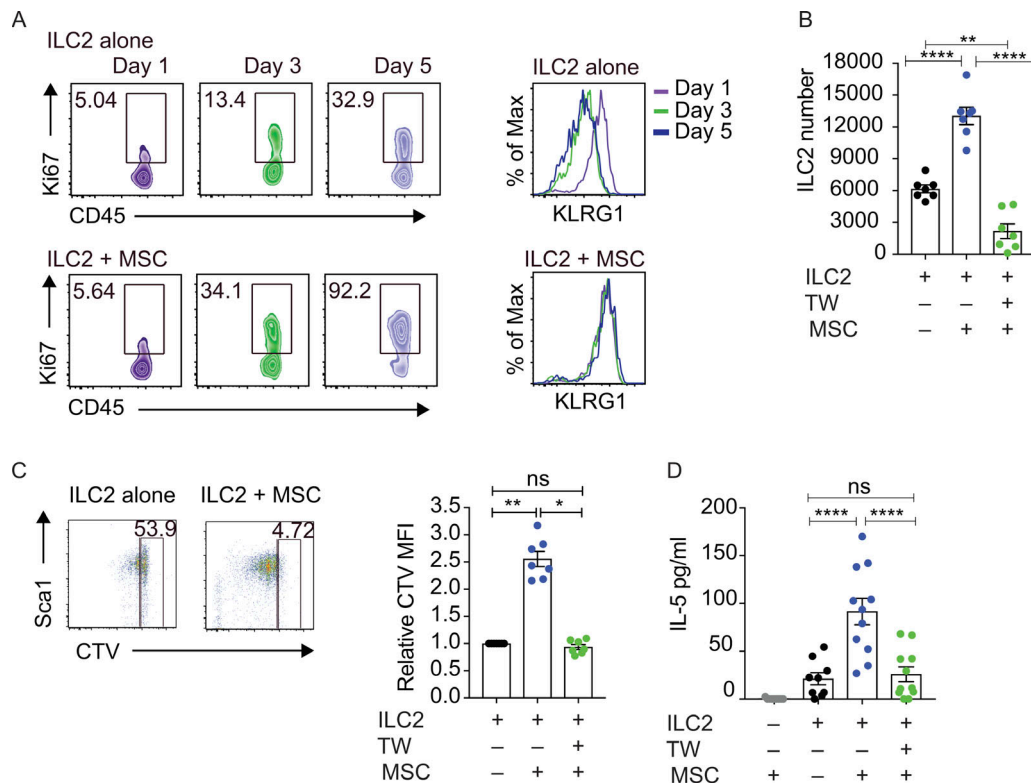 A
ILC2 alone
Day 1 Day 3 Day 5
5.04 13.4 32.9
Ki67
CD45
ILC2 + MSC
5.64 34.1 92.2
Ki67
CD45
ILC2 alone
Day 1
Day 3
Day 5
% of Max
KLRG1
ILC2 + MSC
% of Max
KLRG1
B
**
**** ****
18000
15000
12000
9000
6000
3000
0
ILC2 number
ILC2 + + +
TW – – +
MSC – + +
C
ILC2 alone ILC2 + MSC
53.9 4.72
Sca1
CTV
ns
** *
3.5
3.0
2.5
2.0
1.5
1.0
0.5
0.0
Relative CTV MFI
ILC2 + + +
TW – – +
MSC – + +
D
ns
**** ****
200
150
100
50
0
IL-5 pg/ml
ILC2 – + + +
TW – – – +
MSC + – + +